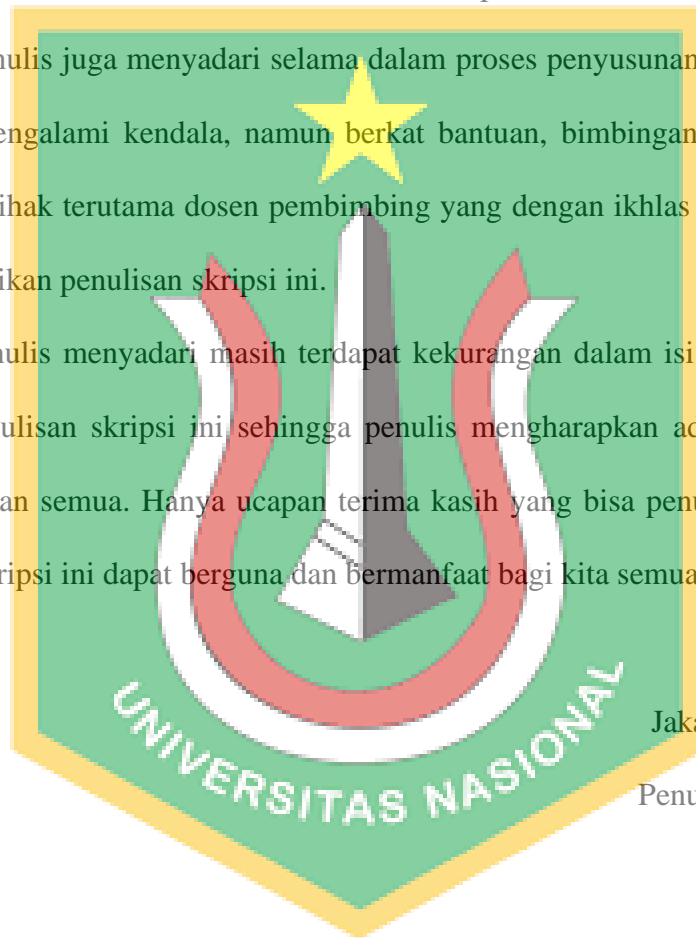 nulis juga menyadari selama dalam proses penyusunan
engalami kendala, namun berkat bantuan, bimbingan
ihak terutama dosen pembimbing yang dengan ikhlas
ikan penulisan skripsi ini.
nulis menyadari masih terdapat kekurangan dalam isi
ulisan skripsi ini sehingga penulis mengharapkan ad
an semua. Hanya ucapan terima kasih yang bisa penu
ripsi ini dapat berguna dan bermanfaat bagi kita semua
Jaka
Penu
UNIVERSITAS NASIONAL